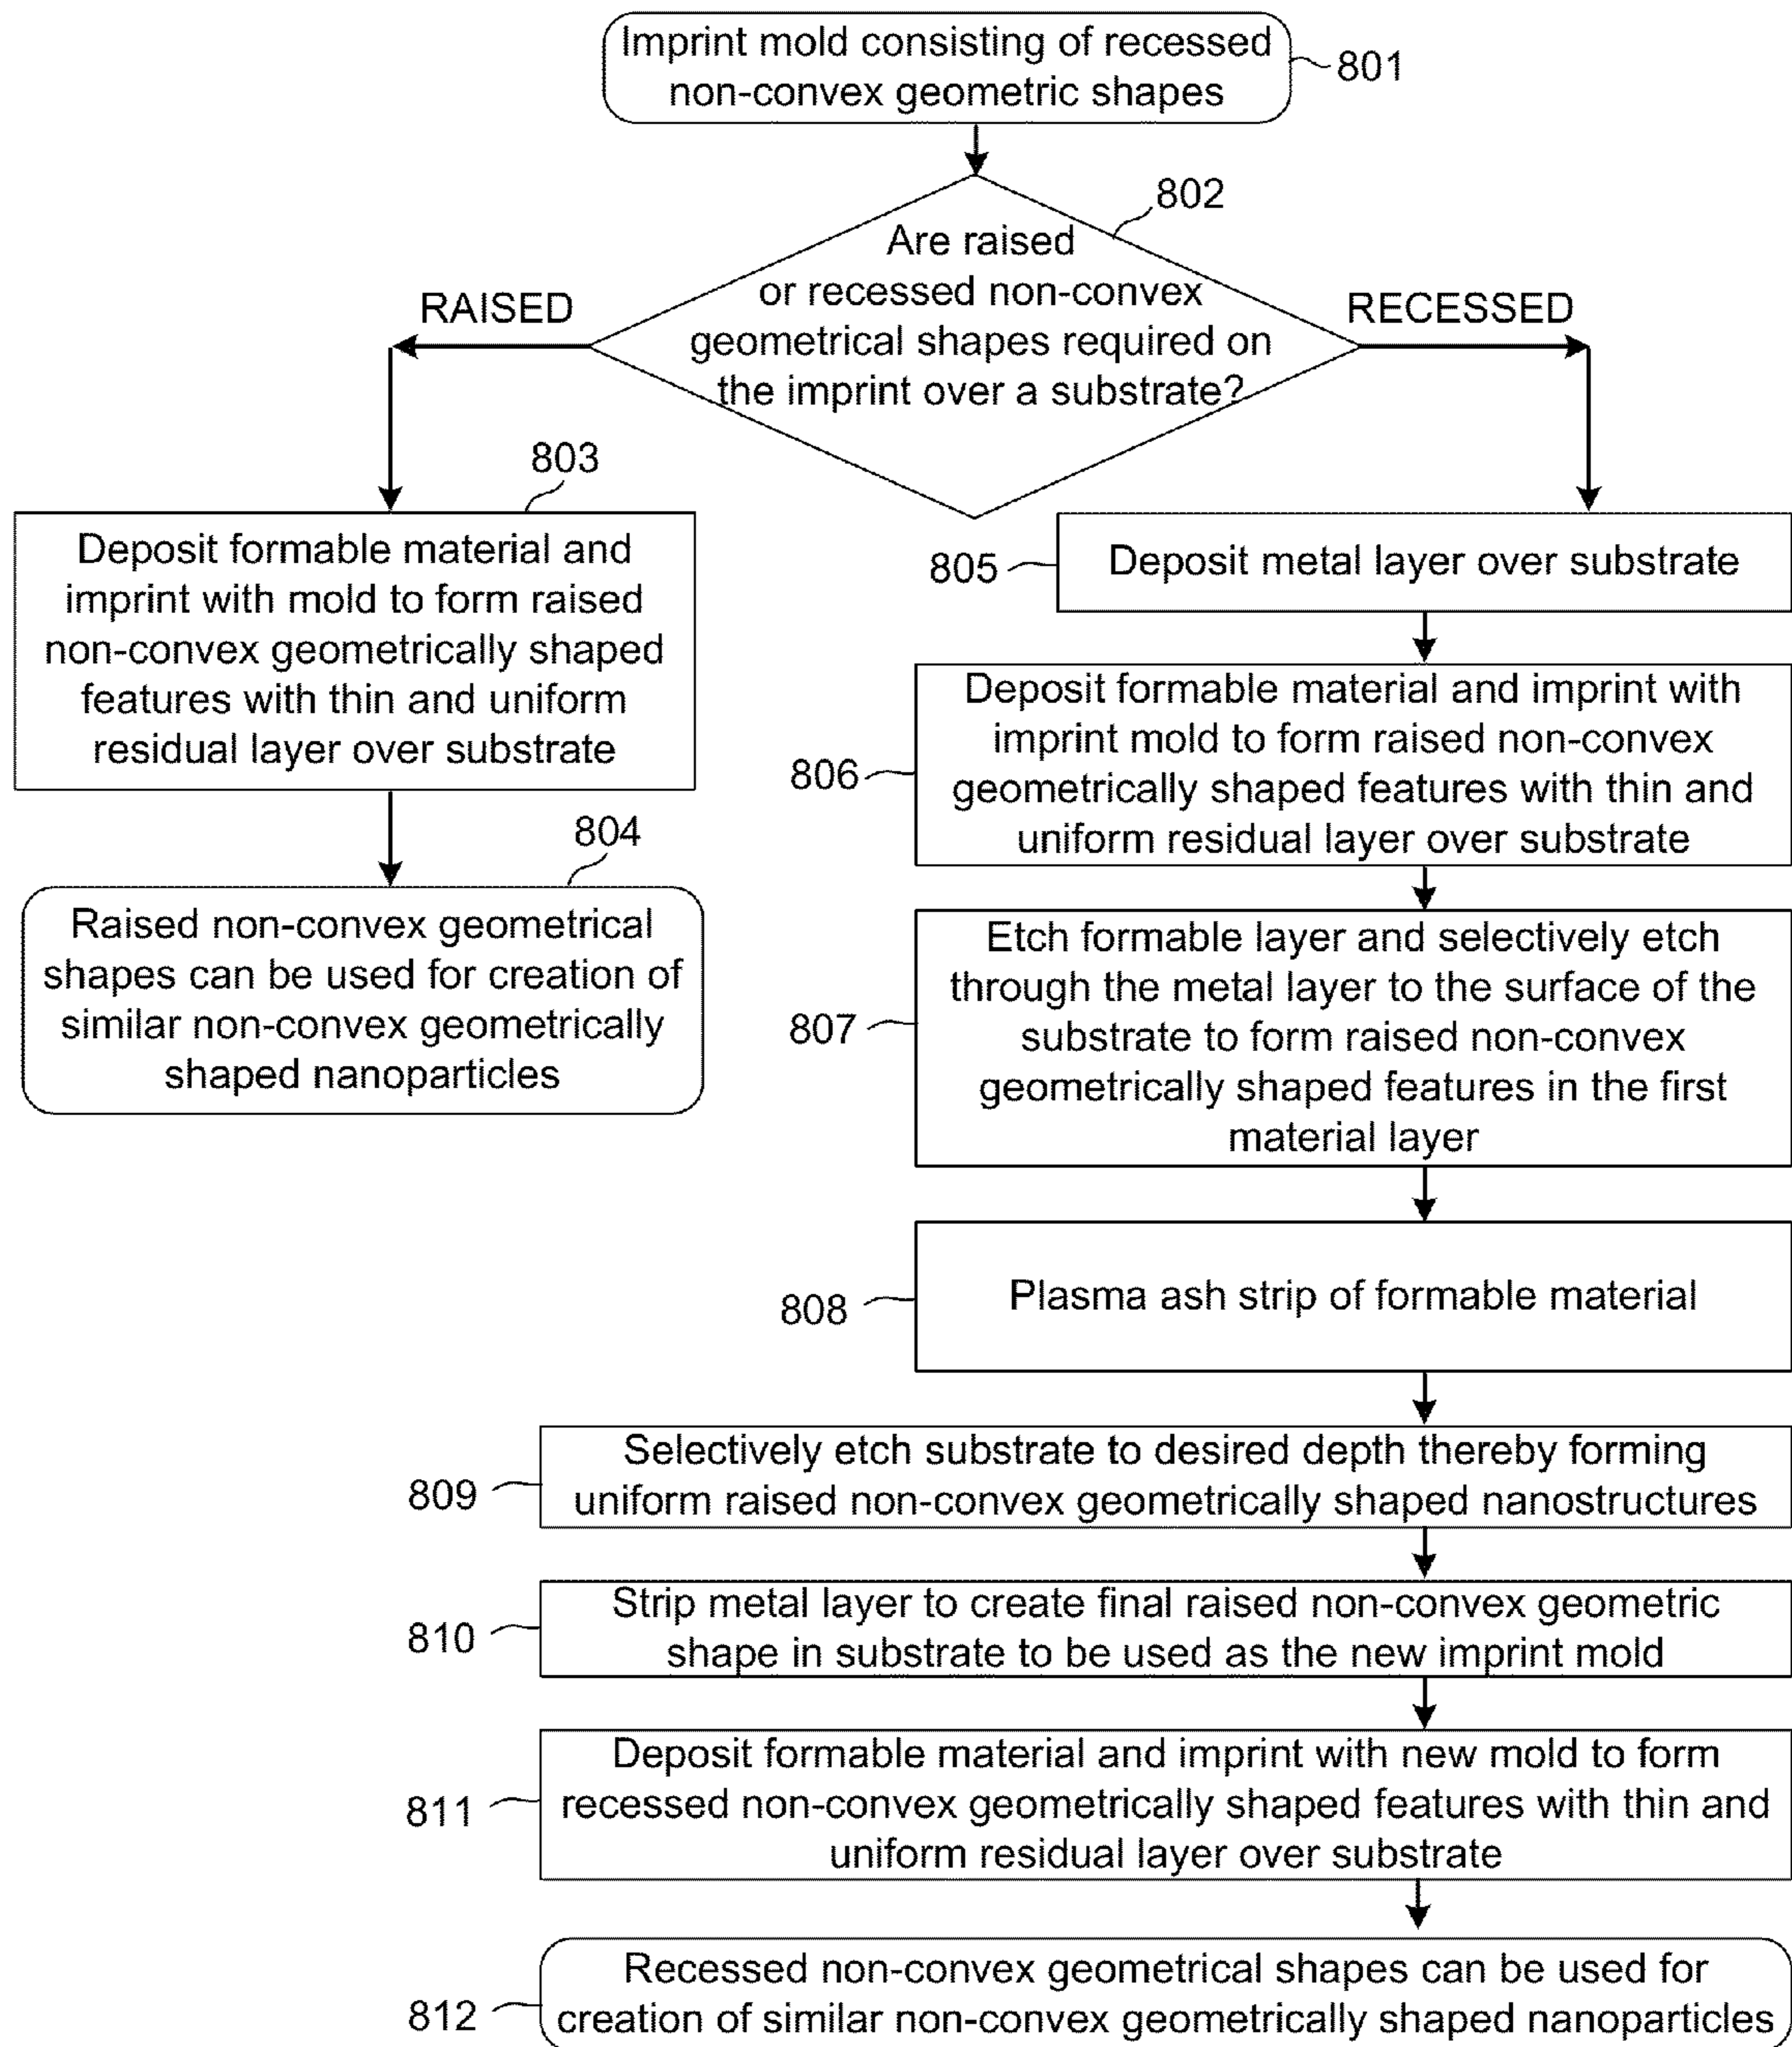 Imprint mold consisting of recessed
non-convex geometric shapes
801
802
Are raised
or recessed non-convex
geometrical shapes required on
the imprint over a substrate?
RAISED
RECESSED
803
Deposit formable material and
imprint with mold to form raised
non-convex geometrically shaped
features with thin and uniform
residual layer over substrate
804
Raised non-convex geometrical
shapes can be used for creation of
similar non-convex geometrically
shaped nanoparticles
805
Deposit metal layer over substrate
806
Deposit formable material and imprint with
imprint mold to form raised non-convex
geometrically shaped features with thin and
uniform residual layer over substrate
807
Etch formable layer and selectively etch
through the metal layer to the surface of the
substrate to form raised non-convex
geometrically shaped features in the first
material layer
808
Plasma ash strip of formable material
809
Selectively etch substrate to desired depth thereby forming
uniform raised non-convex geometrically shaped nanostructures
810
Strip metal layer to create final raised non-convex geometric
shape in substrate to be used as the new imprint mold
811
Deposit formable material and imprint with new mold to form
recessed non-convex geometrically shaped features with thin and
uniform residual layer over substrate
812
Recessed non-convex geometrical shapes can be used for
creation of similar non-convex geometrically shaped nanoparticles